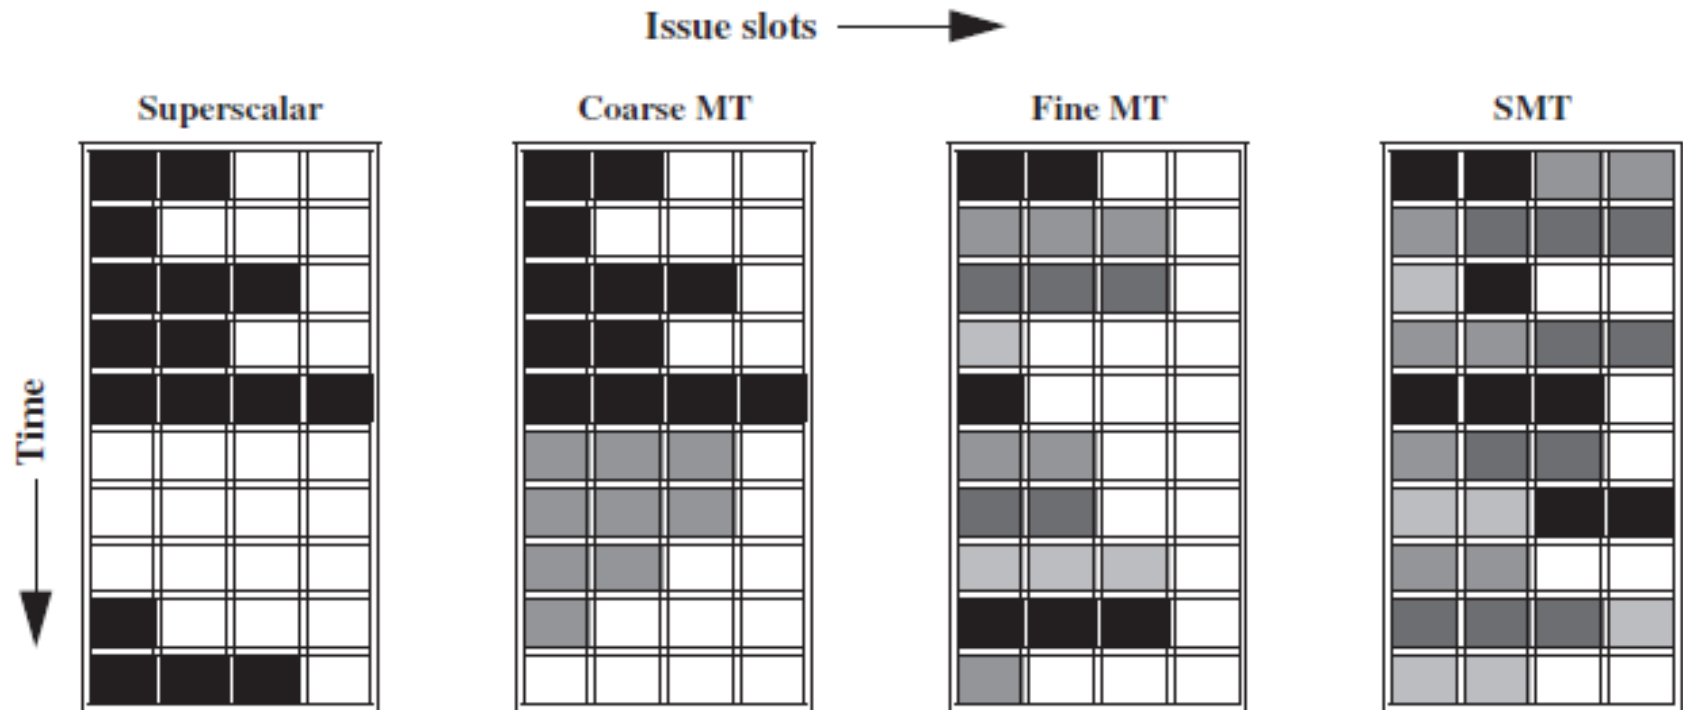 Issue slots
Superscalar
Coarse MT
Fine MT
SMT
Time